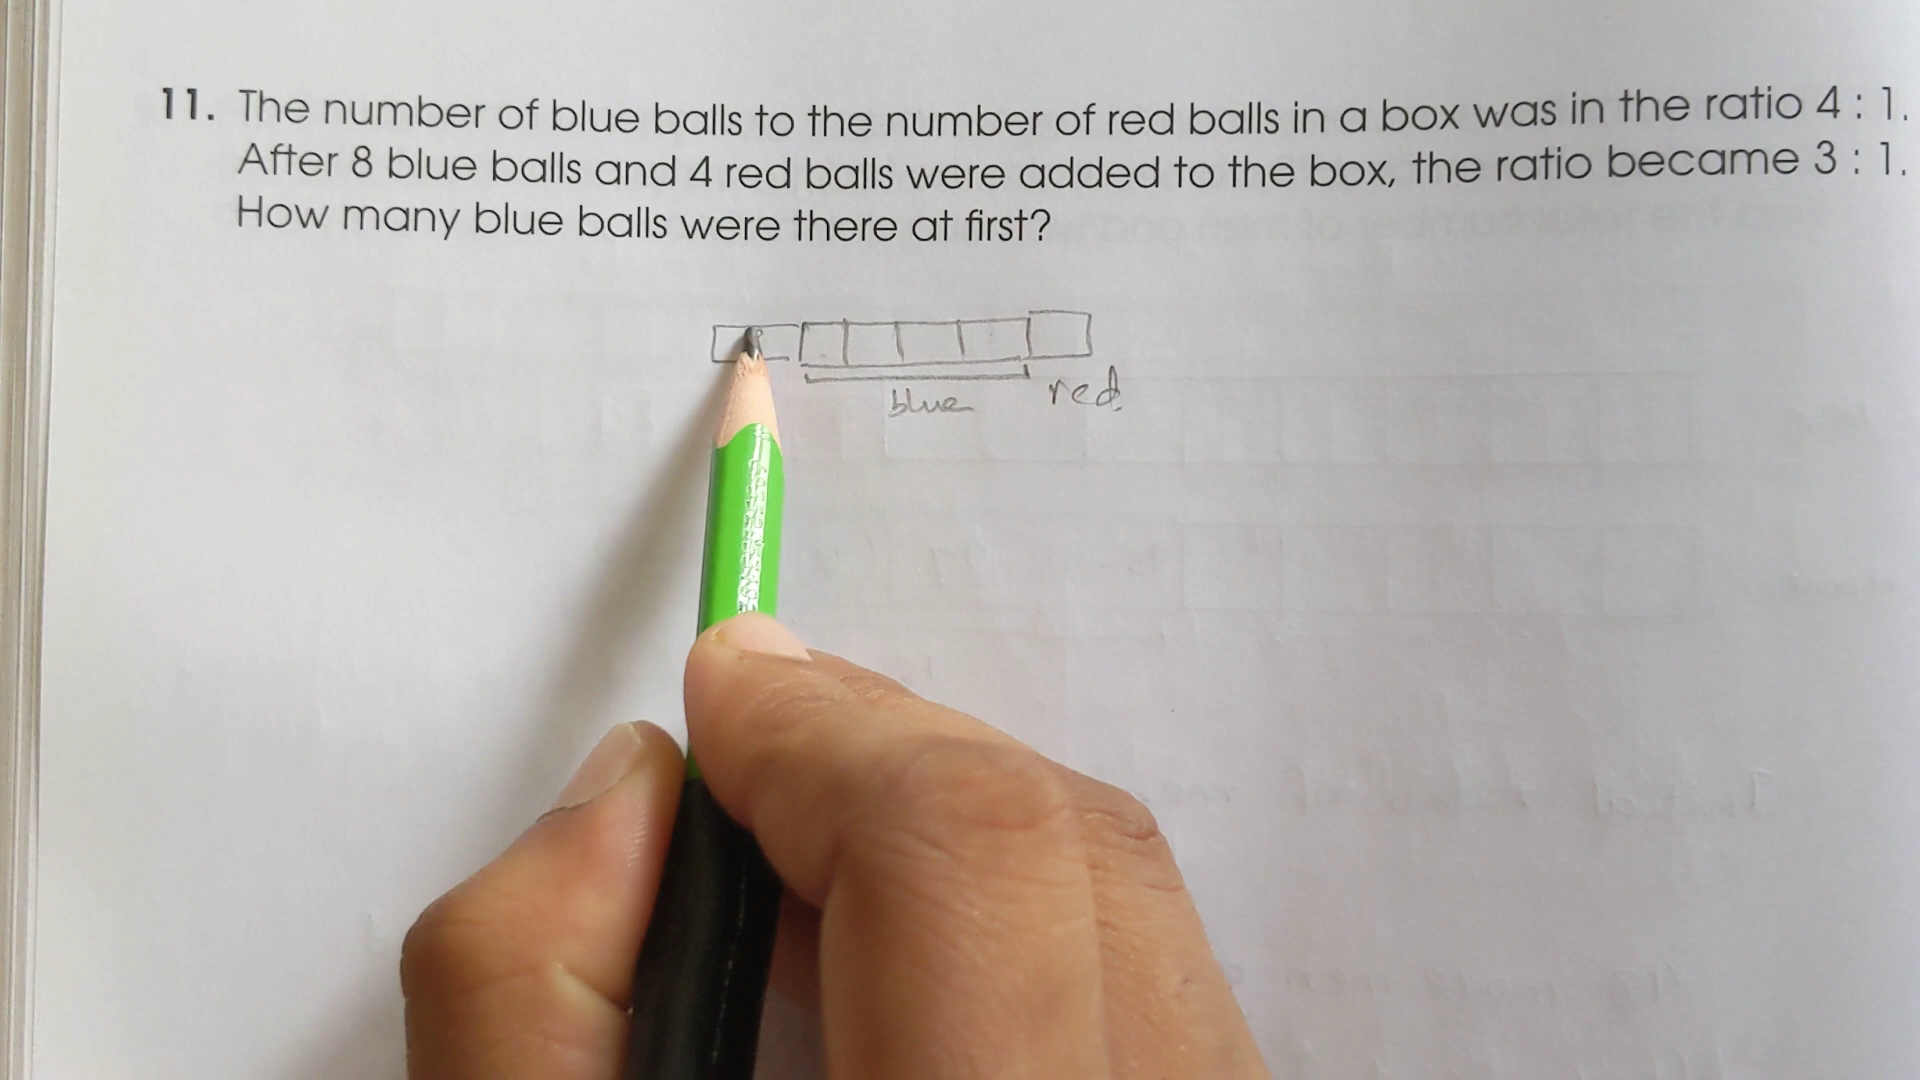 11. The number of blue balls to the number of red balls in a box was in the ratio 4 : 1.
After 8 blue balls and 4 red balls were added to the box, the ratio became 3 : 1.
How many blue balls were there at first?
8
blue red